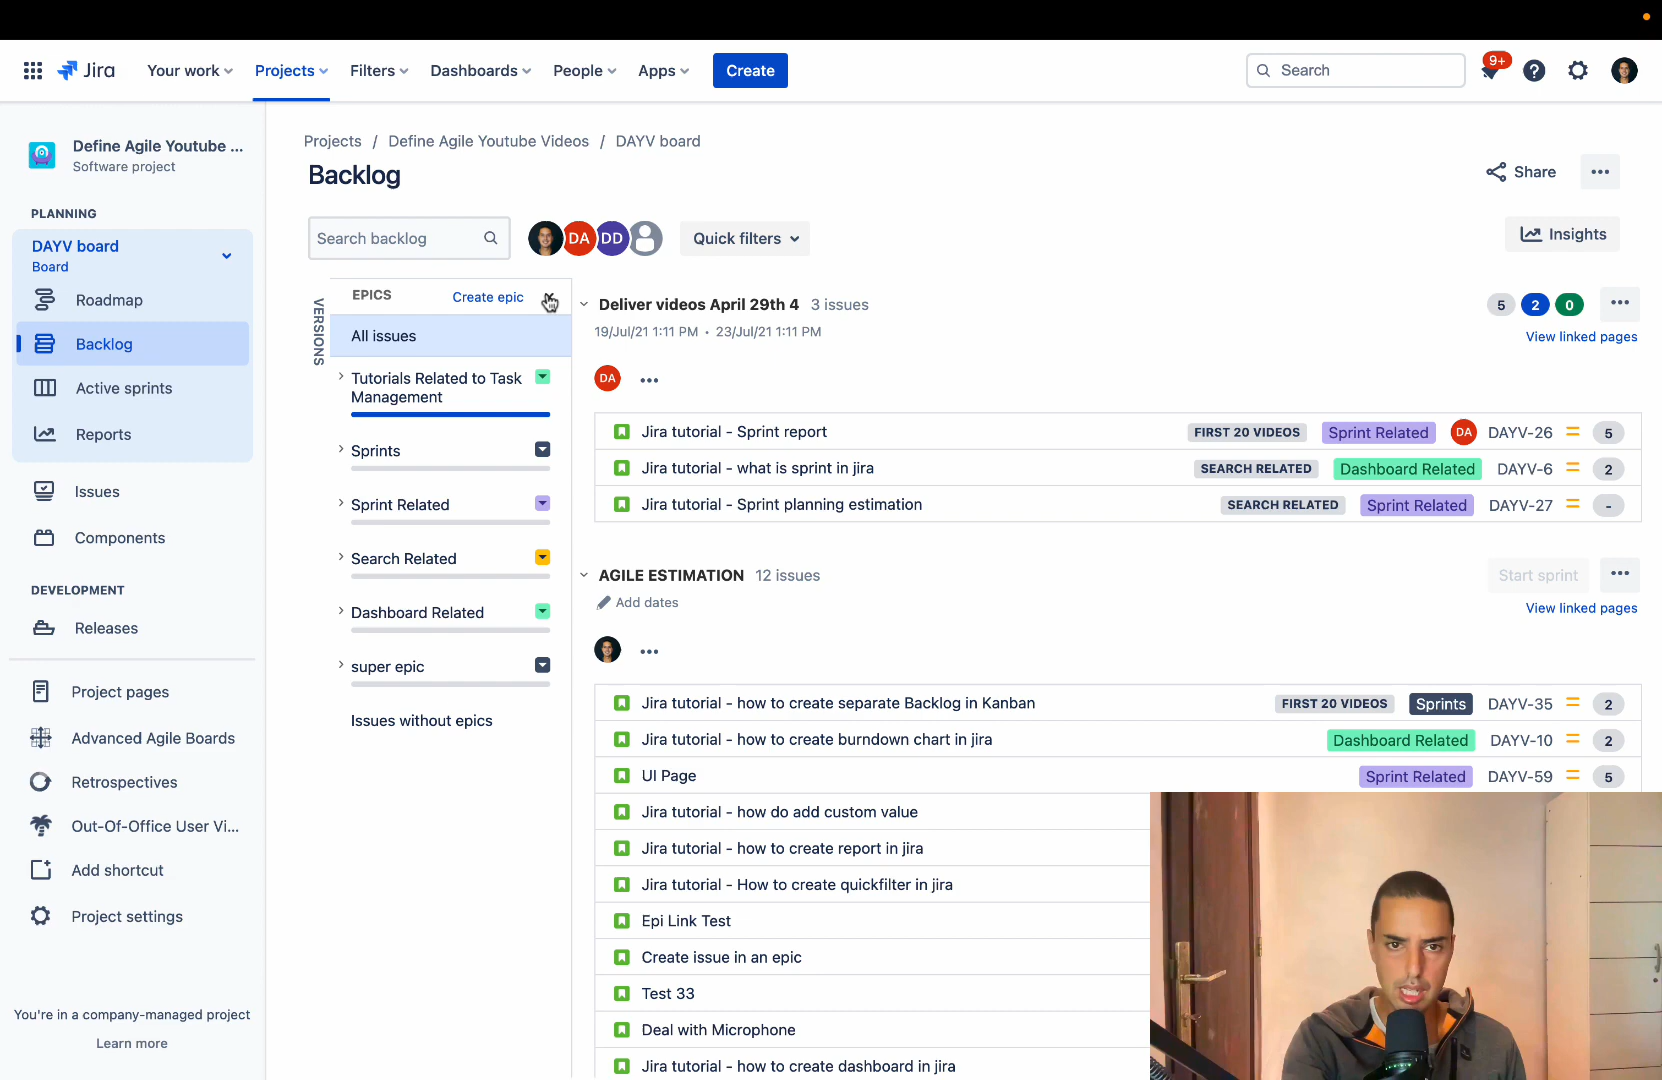 Jira
Your work
Projects
Filters
Dashboards
People
Apps
Create
Search
9+
Define Agile Youtube ...
Software project
PLANNING
DAYV board
Board
Roadmap
Backlog
Active sprints
Reports
Issues
Components
DEVELOPMENT
Releases
Project pages
Advanced Agile Boards
Retrospectives
Out-Of-Office User Vi...
Add shortcut
Project settings
You're in a company-managed project
Learn more
Projects / Define Agile Youtube Videos / DAYV board
Backlog
Share
Search backlog
DA
DD
Quick filters
Insights
VERSIONS
EPICS
Create epic
All issues
Tutorials Related to Task
Management
Sprints
Sprint Related
Search Related
Dashboard Related
super epic
Issues without epics
Deliver videos April 29th 4 3 issues
5 2 0
19/Jul/21 1:11 PM • 23/Jul/21 1:11 PM
View linked pages
DA
Jira tutorial - Sprint report FIRST 20 VIDEOS Sprint Related DA DAYV-26 5
Jira tutorial - what is sprint in jira SEARCH RELATED Dashboard Related DAYV-6 2
Jira tutorial - Sprint planning estimation SEARCH RELATED Sprint Related DAYV-27 -
AGILE ESTIMATION 12 issues
Start sprint
Add dates
View linked pages
Jira tutorial - how to create separate Backlog in Kanban FIRST 20 VIDEOS Sprints DAYV-35 2
Jira tutorial - how to create burndown chart in jira Dashboard Related DAYV-10 2
UI Page Sprint Related DAYV-59 5
Jira tutorial - how do add custom value
Jira tutorial - how to create report in jira
Jira tutorial - How to create quickfilter in jira
Epi Link Test
Create issue in an epic
Test 33
Deal with Microphone
Jira tutorial - how to create dashboard in jira